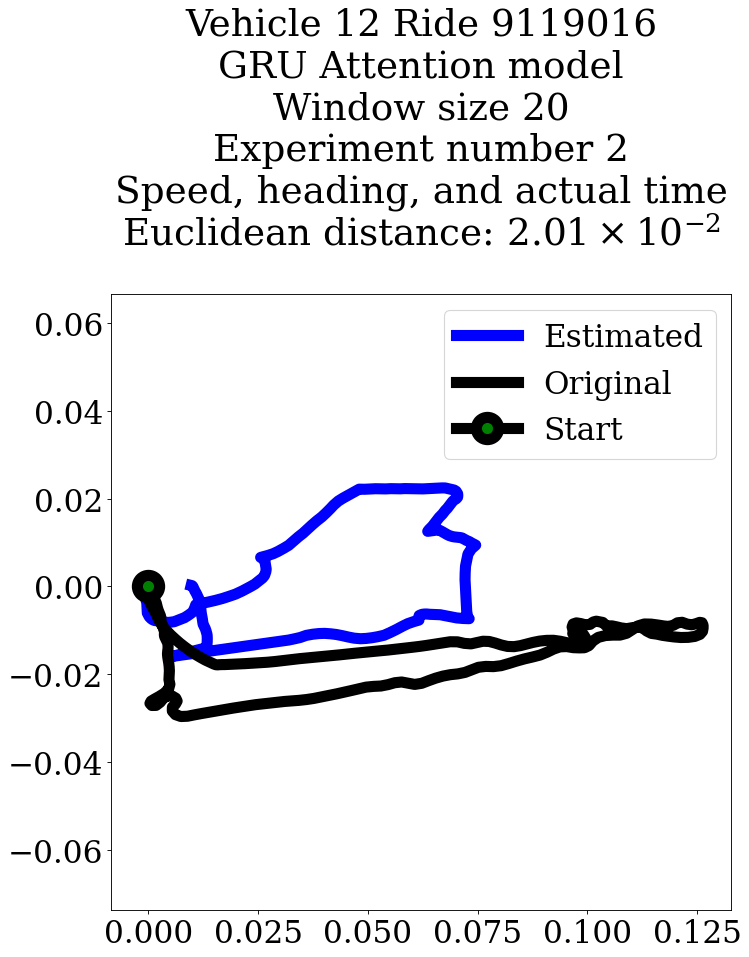 Vehicle 12 Ride 9119016
GRU Attention model
Window size 20
Experiment number 2
Speed, heading, and actual time
Euclidean distance: 2.01 × 10⁻²
Estimated
Original
Start
0.06
0.04
0.02
0.00
−0.02
−0.04
−0.06
0.000 0.025 0.050 0.075 0.100 0.125